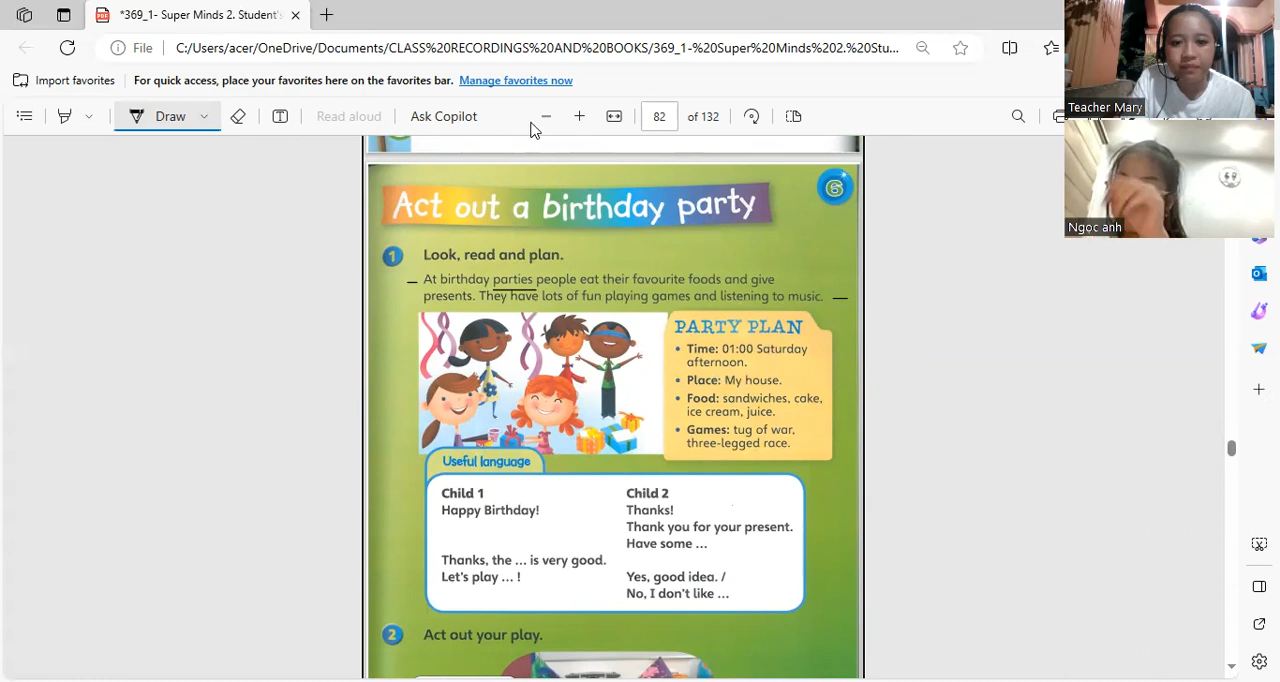 *369_1- Super Minds 2. Student's
File
C:/Users/acer/OneDrive/Documents/CLASS%20RECORDINGS%20AND%20BOOKS/369_1-%20Super%20Minds%202.%20Stu...
Import favorites
For quick access, place your favorites here on the favorites bar. Manage favorites now
Draw
Read aloud
Ask Copilot
82 of 132
Teacher Mary
Ngoc anh
Act out a birthday party
6
1 Look, read and plan.
At birthday parties people eat their favourite foods and give
presents. They have lots of fun playing games and listening to music.
PARTY PLAN
• Time: 01:00 Saturday
afternoon.
• Place: My house.
• Food: sandwiches, cake,
ice cream, juice.
• Games: tug of war,
three-legged race.
Useful language
Child 1
Happy Birthday!
Thanks, the ... is very good.
Let's play ... !
Child 2
Thanks!
Thank you for your present.
Have some ...
Yes, good idea. /
No, I don't like ...
2 Act out your play.